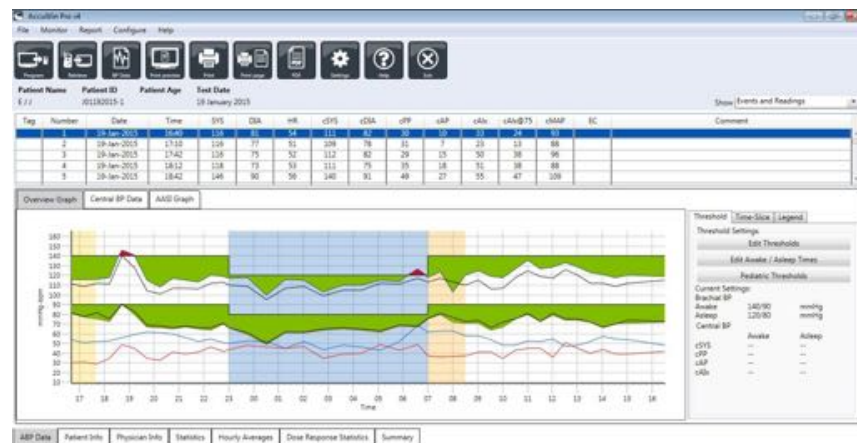 AccuWin Pro v4
File Monitor Report Configure Help
Program Retrieve BP Data Print preview Print Print page PDF Settings Help Exit
Patient Name Patient ID Patient Age Test Date
E / J J01192015-1 19 January 2015
Show Events and Readings
Tag Number Date Time SYS DIA HR cSYS cDIA cPP cAP cAIx cAIx@75 cMAP EC Comment
1 19-Jan-2015 16:40 116 81 54 111 82 30 10 33 24 93
2 19-Jan-2015 17:10 116 77 51 109 78 31 7 23 13 88
3 19-Jan-2015 17:42 116 75 52 112 82 29 15 50 38 96
4 19-Jan-2015 18:12 118 73 53 111 75 35 18 51 38 88
5 19-Jan-2015 18:42 146 90 56 140 91 49 27 55 47 109
Overview Graph Central BP Data AASI Graph
Threshold Time-Slice Legend
Threshold Settings
Edit Thresholds
Edit Awake / Asleep Times
Pediatric Thresholds
Current Settings:
Brachial BP
Awake 140/90 mmHg
Asleep 120/80 mmHg
Central BP
Awake Asleep
cSYS -- --
cPP -- --
cAP -- --
cAIx -- --
160
150
140
130
120
110
100
90
80
70
60
50
40
30
20
10
17 18 19 20 21 22 23 00 01 02 03 04 05 06 07 08 09 10 11 12 13 14 15 16
Time
ABP Data Patient Info Physician Info Statistics Hourly Averages Dose Response Statistics Summary